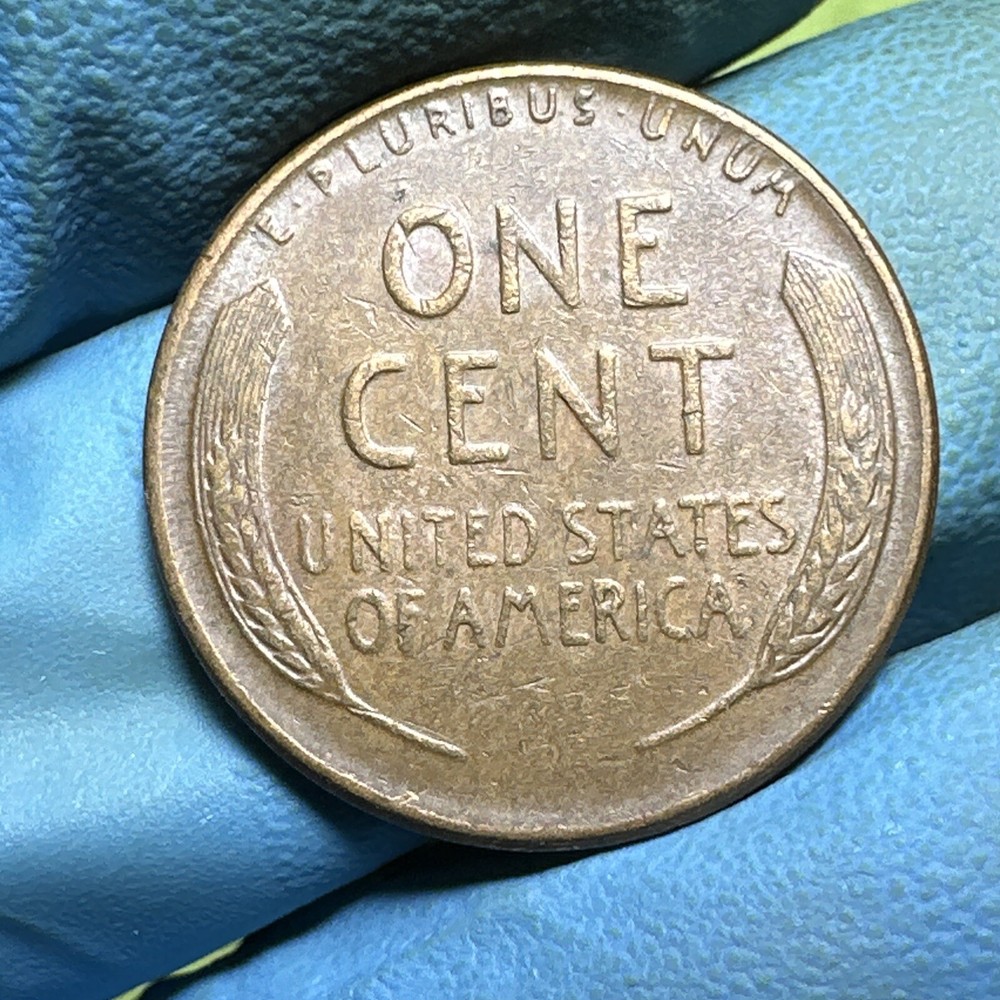 E·PLURIBUS·UNUM
ONE
CENT
UNITED STATES
OF AMERICA